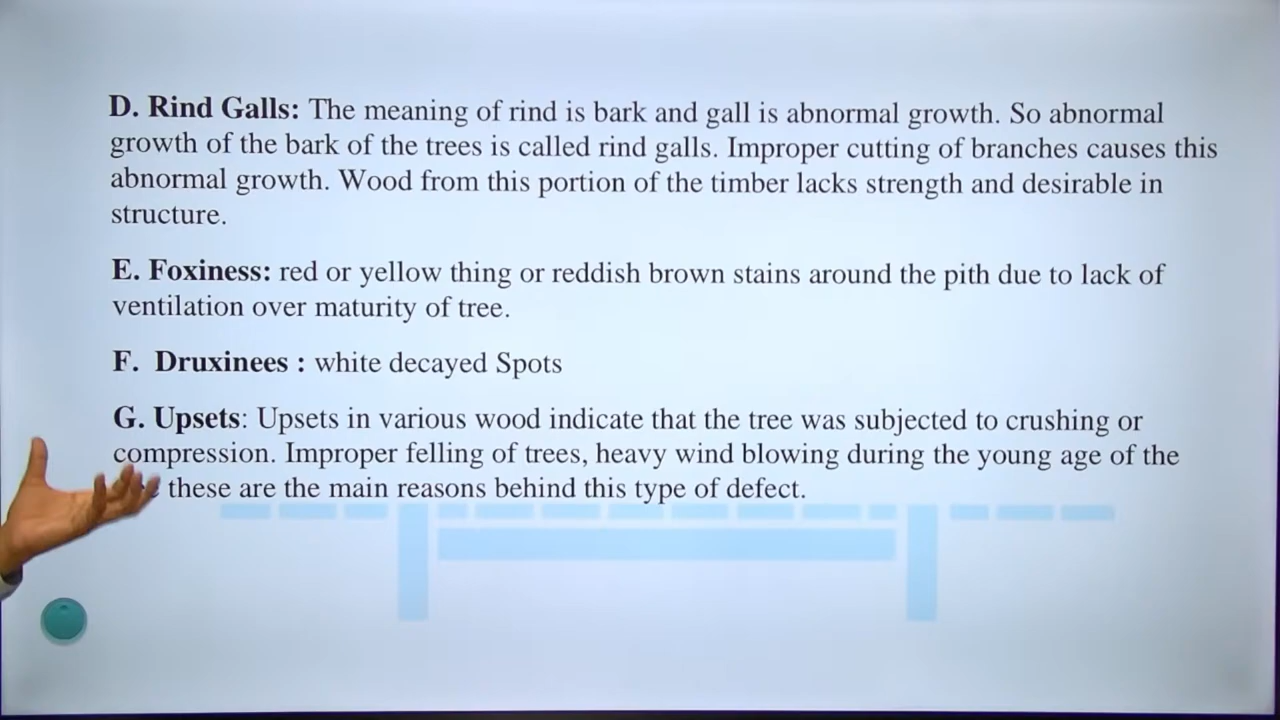 D. Rind Galls: The meaning of rind is bark and gall is abnormal growth. So abnormal
growth of the bark of the trees is called rind galls. Improper cutting of branches causes this
abnormal growth. Wood from this portion of the timber lacks strength and desirable in
structure.
E. Foxiness: red or yellow thing or reddish brown stains around the pith due to lack of
ventilation over maturity of tree.
F. Druxinees : white decayed Spots
G. Upsets: Upsets in various wood indicate that the tree was subjected to crushing or
compression. Improper felling of trees, heavy wind blowing during the young age of the
these are the main reasons behind this type of defect.